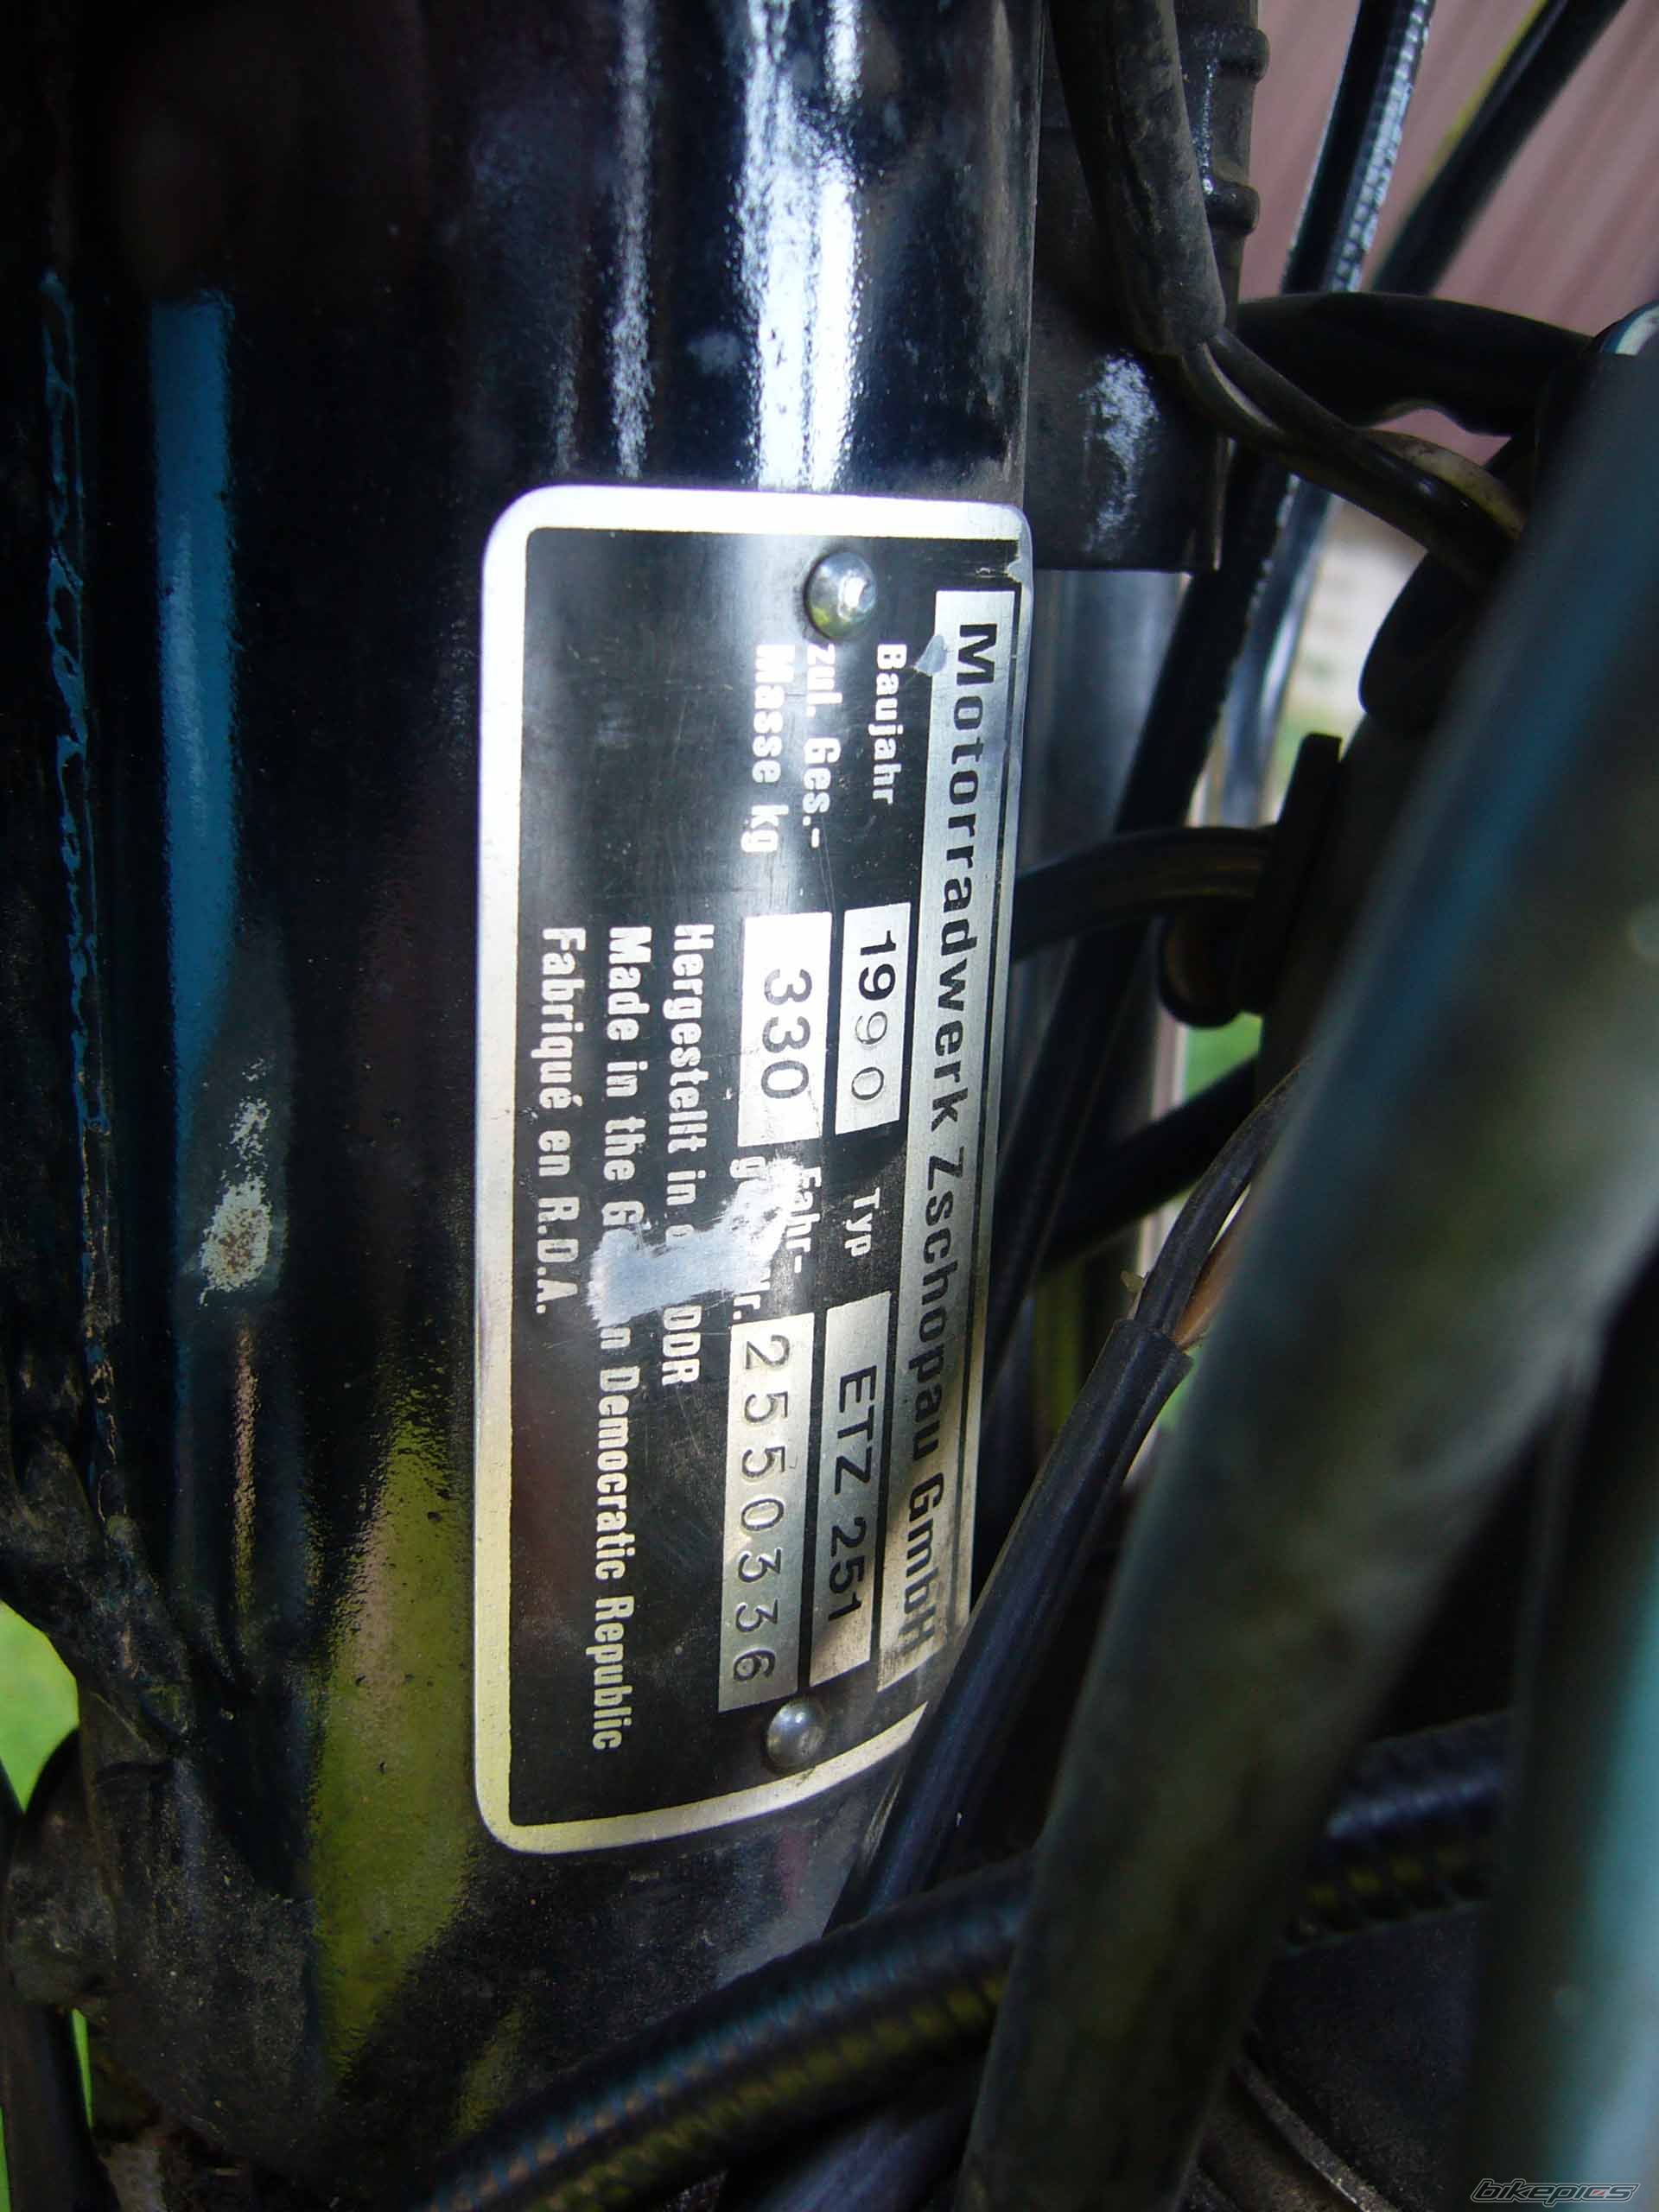 Motorradwerk Zschopau GmbH
Baujahr 1990 Typ ETZ 251
zul. Ges.- Fahr-
Masse kg 330 2550336
Hergestellt in DDR
Made in the Democratic Republic
Fabriqué en R.D.A.
bikepics